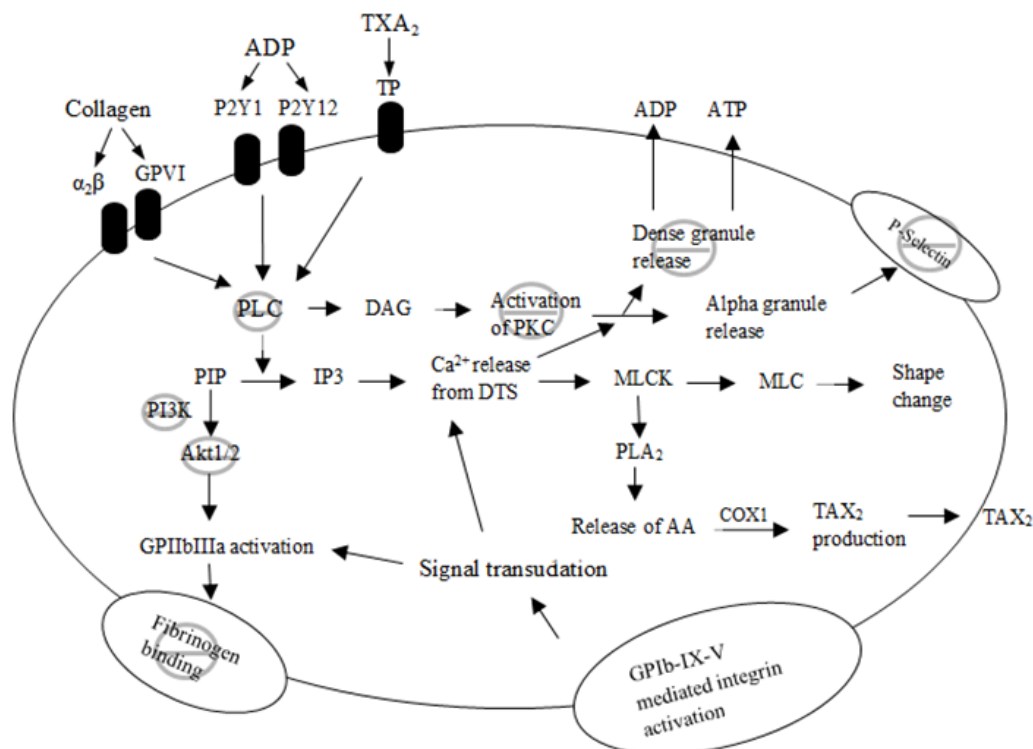 TXA₂
ADP
TP
P2Y1 P2Y12
Collagen
GPVI
α₂β
ADP ATP
Dense granule
release
P-Selectin
PLC
DAG
Activation
of PKC
Alpha granule
release
PIP
IP3
Ca²⁺ release
from DTS
MLCK
MLC
Shape
change
PI3K
Akt1/2
PLA₂
Release of AA
COX1
TAX₂
production
TAX₂
GPIIbIIIa activation
Signal transudation
Fibrinogen
binding
GPIb-IX-V
mediated integrin
activation